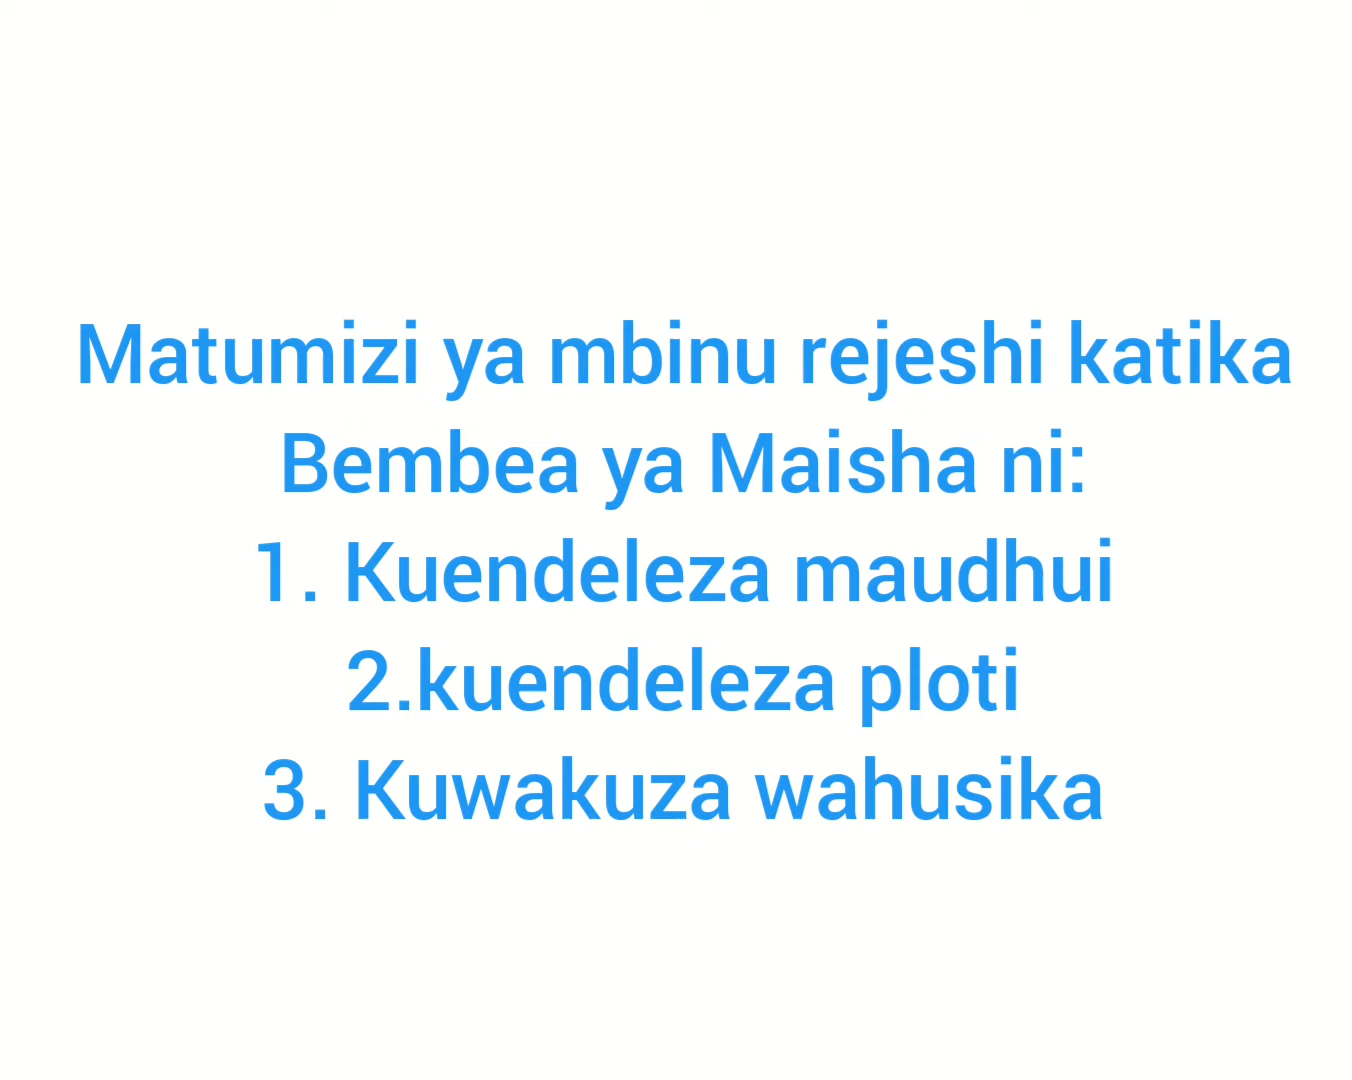 Matumizi ya mbinu rejeshi katika
Bembea ya Maisha ni:
1. Kuendeleza maudhui
2.kuendeleza ploti
3. Kuwakuza wahusika